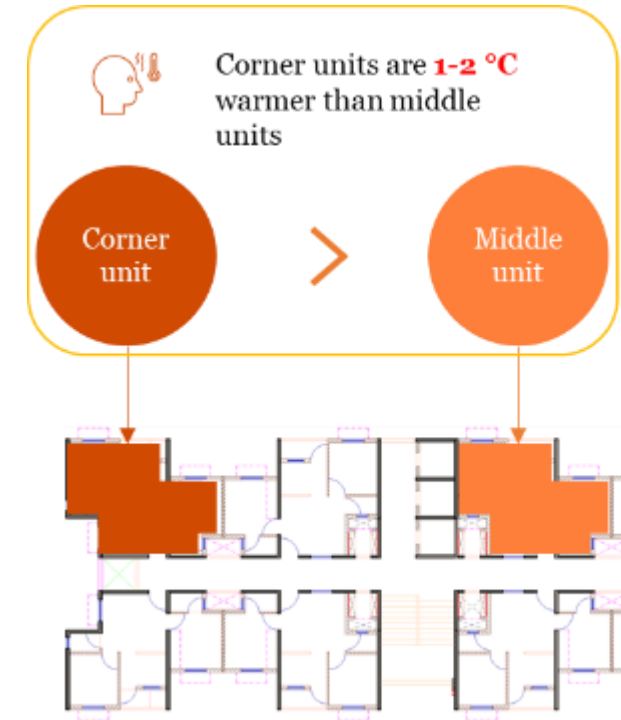 Corner units are 1-2 °C
warmer than middle
units
Corner
unit
>
Middle
unit